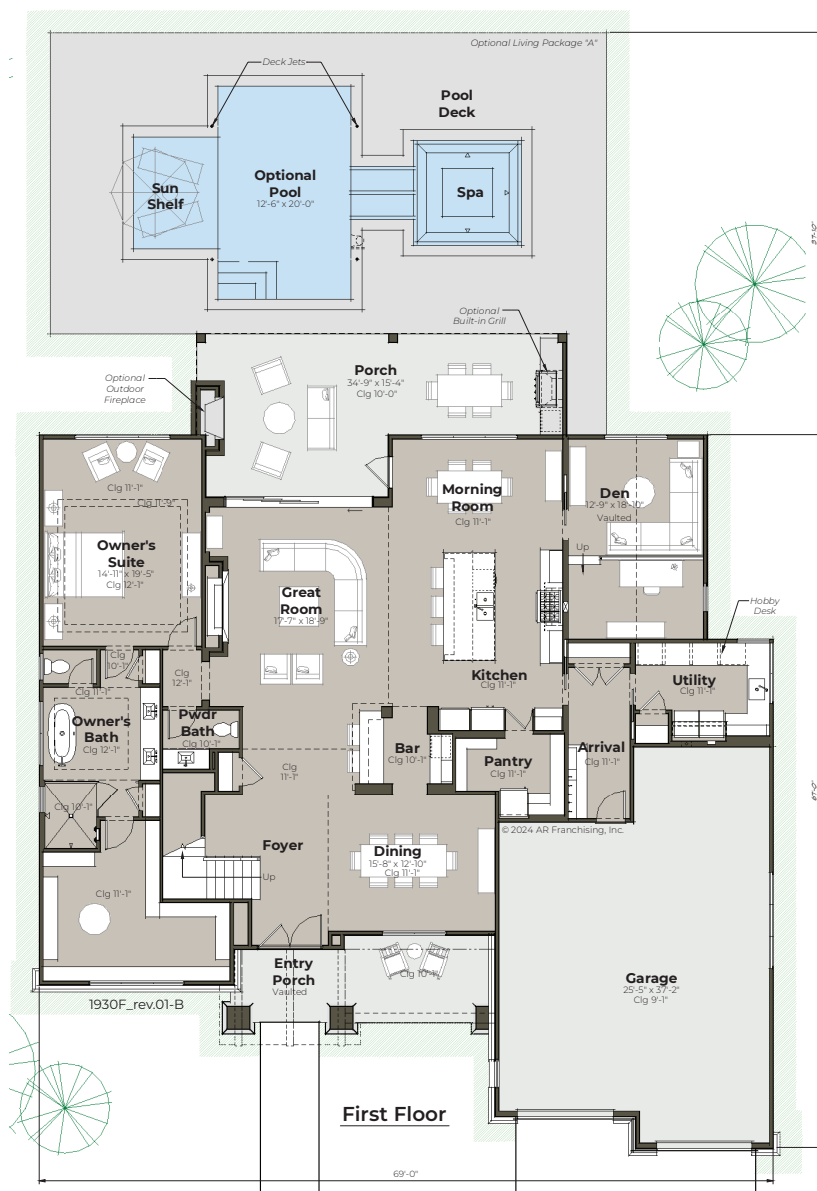 Optional Living Package "A"
Deck Jets
Pool
Deck
Optional
Pool
12'-6" x 20'-0"
Sun
Shelf
Spa
37'-10"
Optional
Built-in Grill
Porch
34'-9" x 15'-4"
Clg 10'-0"
Optional
Outdoor
Fireplace
Clg 11'-1"
Clg 11'-9"
Morning
Room
Clg 11'-1"
Den
12'-9" x 18'-10"
Vaulted
Up
Owner's
Suite
14'-11" x 19'-5"
Clg 12'-1"
Great
Room
17'-7" x 18'-9"
Hobby
Desk
Clg
10'-1"
Clg
12'-1"
Clg 11'-1"
Kitchen
Clg 11'-1"
Utility
Clg 11'-1"
Owner's
Bath
Clg 12'-1"
Pwdr
Bath
Clg 10'-1"
Bar
Clg 10'-1"
Clg
11'-1"
Pantry
Clg 11'-1"
Arrival
Clg 11'-1"
67'-0"
Clg 10'-1"
© 2024 AR Franchising, Inc.
Foyer
Dining
15'-8" x 12'-10"
Clg 11'-1"
Up
Clg 11'-1"
Entry
Porch
Vaulted
Clg 10'-1"
Garage
25'-5" x 37'-2"
Clg 9'-1"
1930F_rev.01-B
First Floor
69'-0"